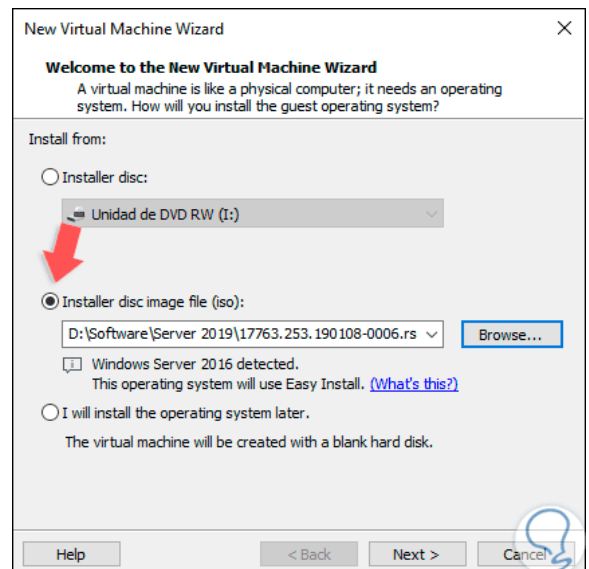 New Virtual Machine Wizard
Welcome to the New Virtual Machine Wizard
A virtual machine is like a physical computer; it needs an operating
system. How will you install the guest operating system?
Install from:
Installer disc:
Unidad de DVD RW (I:)
Installer disc image file (iso):
D:\Software\Server 2019\17763.253.190108-0006.rs
Browse...
Windows Server 2016 detected.
This operating system will use Easy Install. (What's this?)
I will install the operating system later.
The virtual machine will be created with a blank hard disk.
Help
< Back
Next >
Cancel